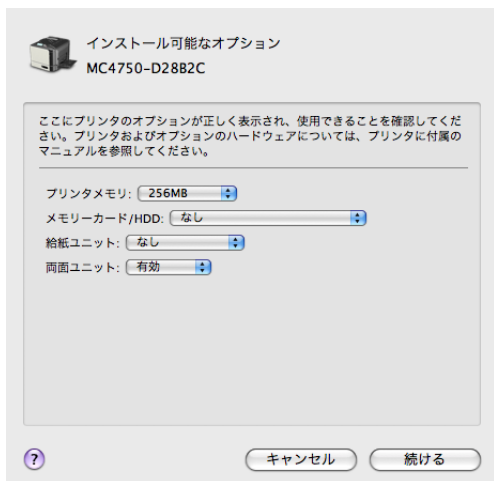 インストール可能なオプション
MC4750-D28B2C
ここにプリンタのオプションが正しく表示され、使用できることを確認してくだ
さい。プリンタおよびオプションのハードウェアについては、プリンタに付属の
マニュアルを参照してください。
プリンタメモリ: 256MB
メモリーカード/HDD: なし
給紙ユニット: なし
両面ユニット: 有効
? キャンセル 続ける